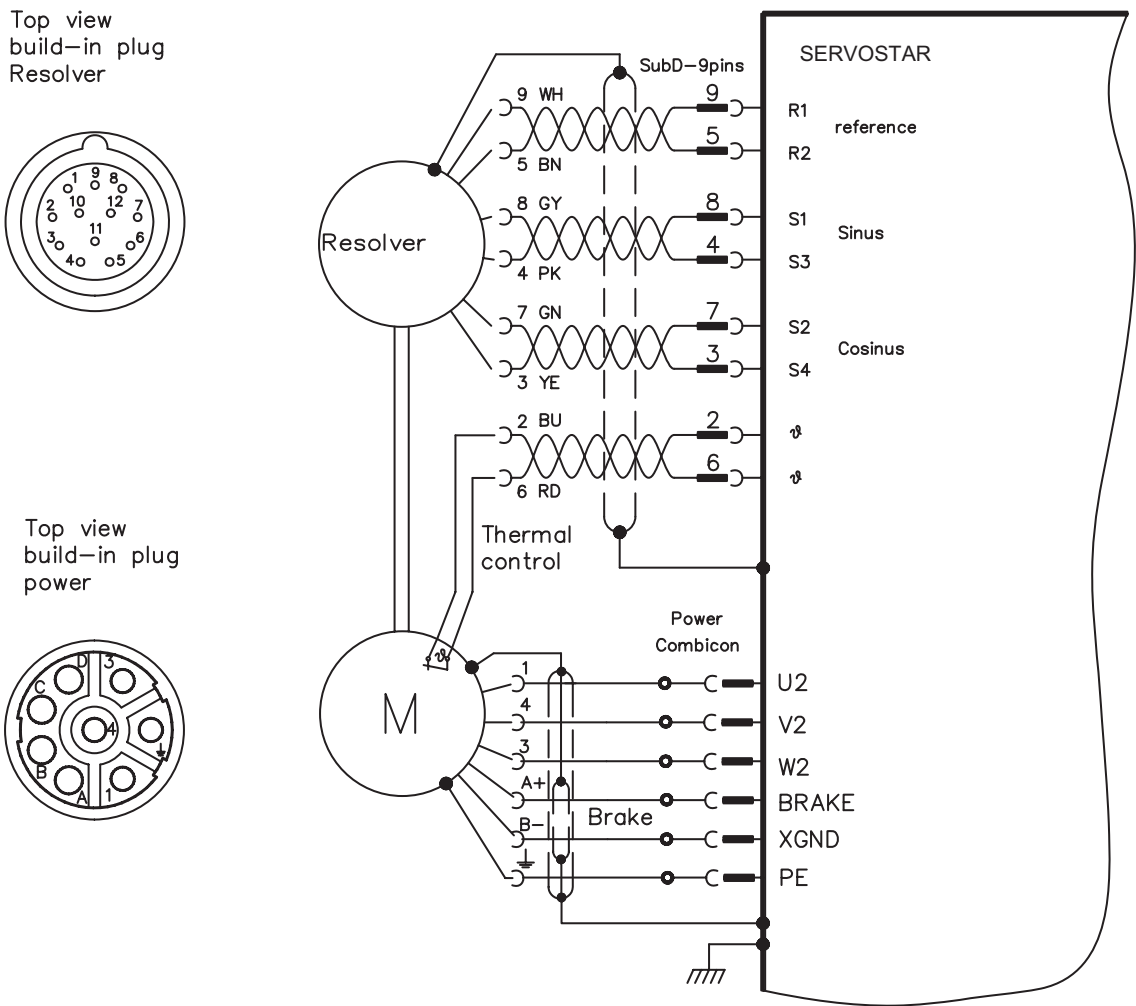 Top view
build-in plug
Resolver
1 9 8
2 10 12 7
11
3 6
4 5
Top view
build-in plug
power
D 3
C
4
B
A 1
SERVOSTAR
SubD-9pins
9 WH 9 R1
reference
5 BN 5 R2
8 GY 8 S1
Sinus
Resolver
4 PK 4 S3
7 GN 7 S2
Cosinus
3 YE 3 S4
2 BU 2 ϑ
6 RD 6 ϑ
Thermal
control
Power
Combicon
ϑ
M
1 U2
4 V2
3 W2
A+ BRAKE
Brake
B- XGND
PE